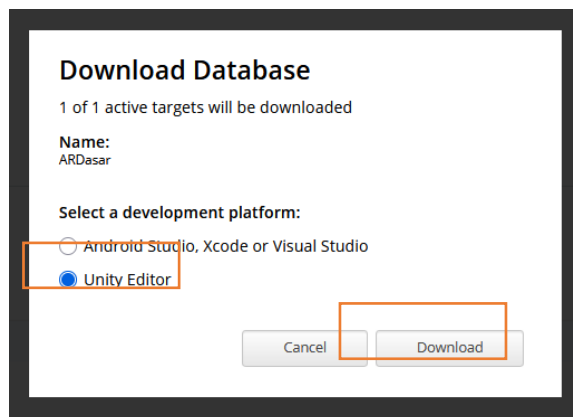 Download Database
1 of 1 active targets will be downloaded
Name:
ARDasar
Select a development platform:
Android Studio, Xcode or Visual Studio
Unity Editor
Cancel
Download